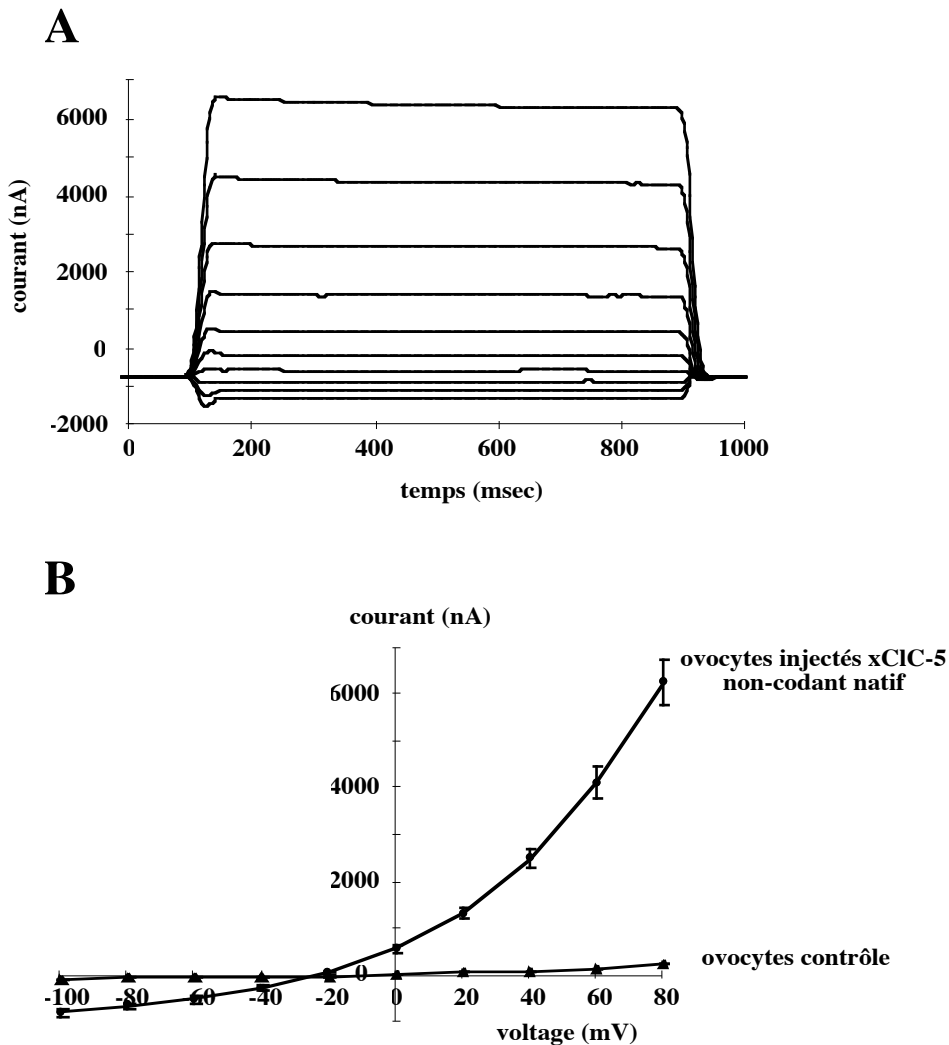 A
6000
4000
2000
0
-2000
courant (nA)
0 200 400 600 800 1000
temps (msec)
B
courant (nA)
ovocytes injectés xClC-5
non-codant natif
6000
4000
2000
ovocytes contrôle
0
-100 -80 -60 -40 -20 0 20 40 60 80
voltage (mV)